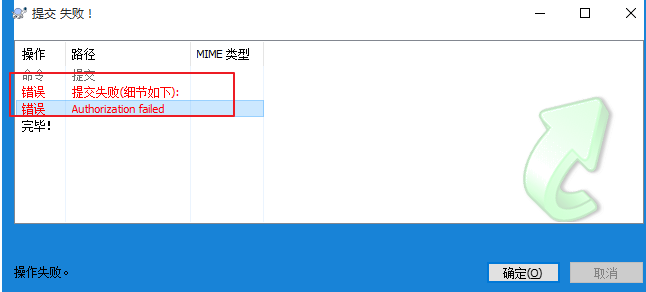 提交 失败！
操作 路径 MIME 类型
命令 提交
错误 提交失败(细节如下):
错误 Authorization failed
完毕!
操作失败。 确定(O) 取消